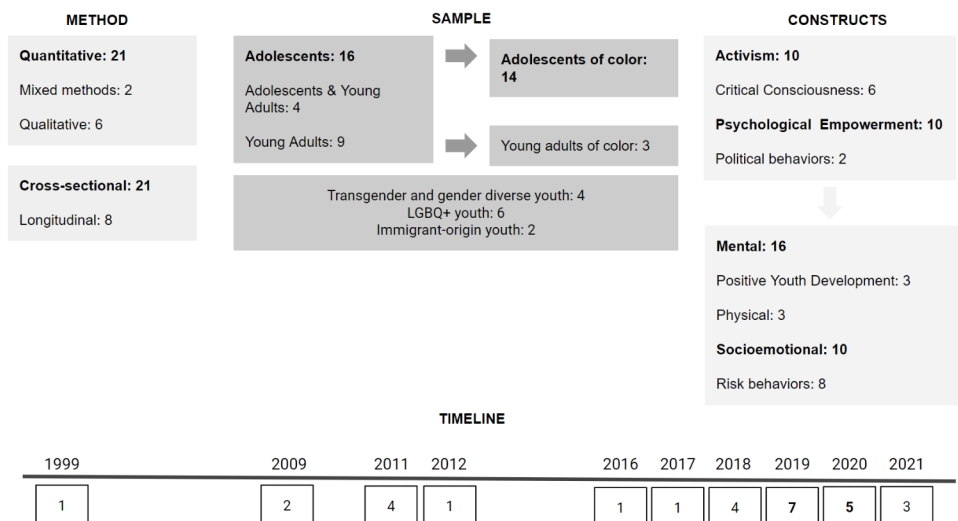 METHOD
Quantitative: 21
Mixed methods: 2
Qualitative: 6
Cross-sectional: 21
Longitudinal: 8
SAMPLE
Adolescents: 16
Adolescents & Young
Adults: 4
Young Adults: 9
Adolescents of color:
14
Young adults of color: 3
Transgender and gender diverse youth: 4
LGBQ+ youth: 6
Immigrant-origin youth: 2
CONSTRUCTS
Activism: 10
Critical Consciousness: 6
Psychological Empowerment: 10
Political behaviors: 2
Mental: 16
Positive Youth Development: 3
Physical: 3
Socioemotional: 10
Risk behaviors: 8
TIMELINE
1999 2009 2011 2012 2016 2017 2018 2019 2020 2021
1 2 4 1 1 1 4 7 5 3